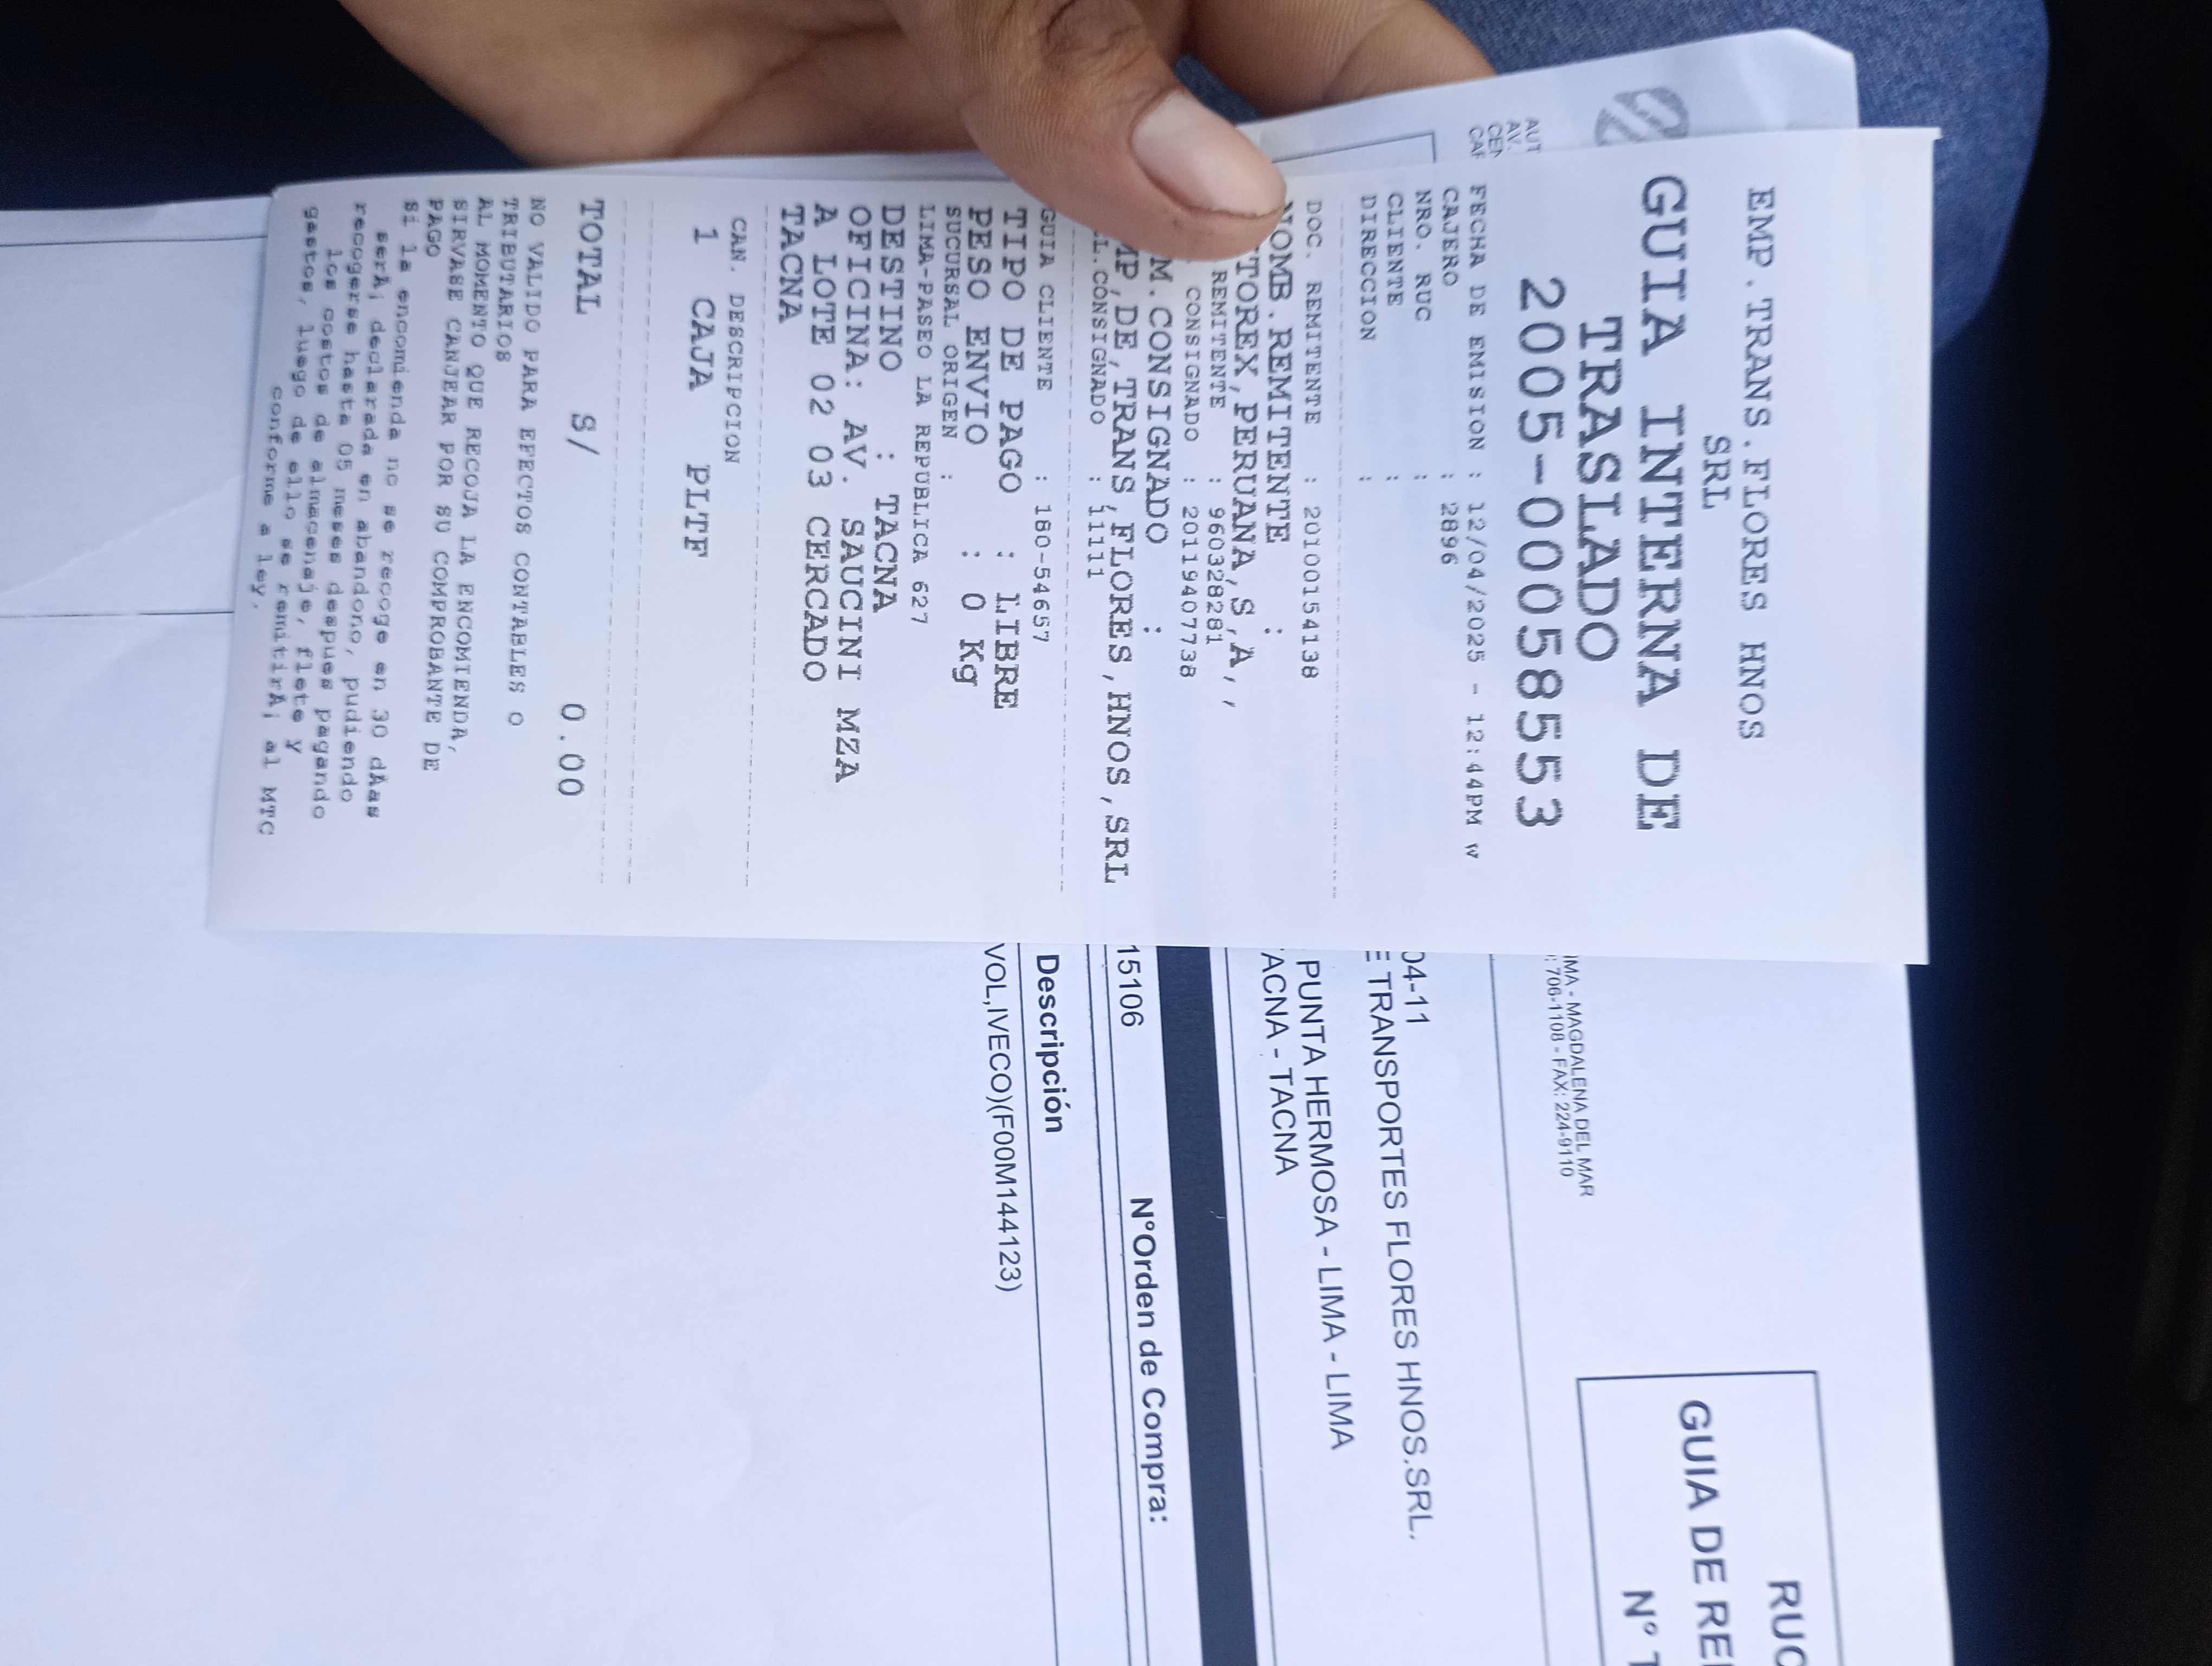 EMP.TRANS.FLORES HNOS
SRL
GUIA INTERNA DE
TRASLADO
2005-00058553
FECHA DE EMISION : 12/04/2025 - 12:44PM W
CAJERO : 2896
NRO. RUC :
CLIENTE :
DIRECCION :
DOC. REMITENTE : 20100154138
NOMB.REMITENTE :
TOREX,PERUANA,S,A,,
REMITENTE : 960328281
CONSIGNADO : 20119407738
M.CONSIGNADO :
MP,DE,TRANS,FLORES,HNOS,SRL
L.CONSIGNADO : 11111
GUIA CLIENTE : 180-54657
TIPO DE PAGO : LIBRE
PESO ENVIO : 0 Kg
SUCURSAL ORIGEN :
LIMA-PASEO LA REPUBLICA 627
DESTINO : TACNA
OFICINA: AV. SAUCINI MZA
A LOTE 02 03 CERCADO
TACNA
CAN. DESCRIPCION
1 CAJA PLTF
TOTAL S/ 0.00
NO VALIDO PARA EFECTOS CONTABLES O
TRIBUTARIOS
AL MOMENTO QUE RECOJA LA ENCOMIENDA,
SIRVASE CANJEAR POR SU COMPROBANTE DE
PAGO
Si la encomienda no se recoge en 30 dÃas
serÃ¡ declarada en abandono, pudiendo
recogerse hasta 05 meses despues pagando
los costos de almacenaje, flete y
gastos, luego de ello se remitirÃ¡ al MTC
conforme a ley.
AUT
AV.
CEN
CAF
IMA - MAGDALENA DEL MAR
: 706-1108 - FAX: 224-9110
RUC
GUIA DE REI
N° T
04-11
E TRANSPORTES FLORES HNOS.SRL.
PUNTA HERMOSA - LIMA - LIMA
ACNA - TACNA
15106 N°Orden de Compra:
Descripción
VOL,IVECO)(F00M144123)